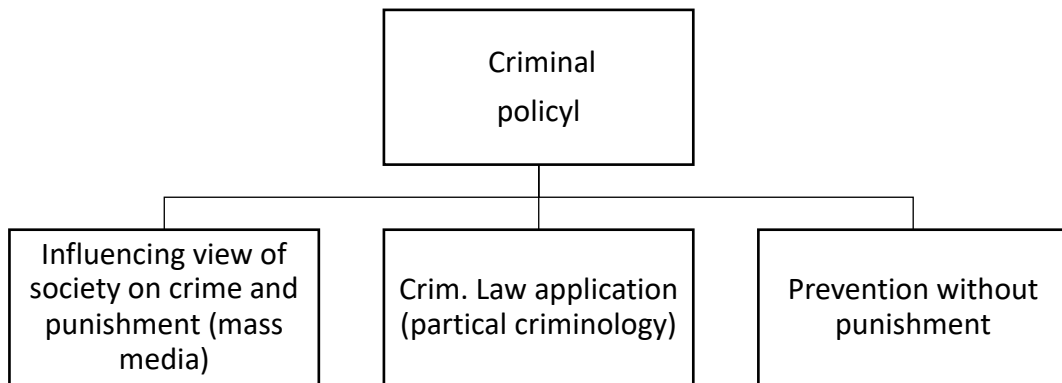 Criminal
policyl
Influencing view of
society on crime and
punishment (mass
media)
Crim. Law application
(partical criminology)
Prevention without
punishment